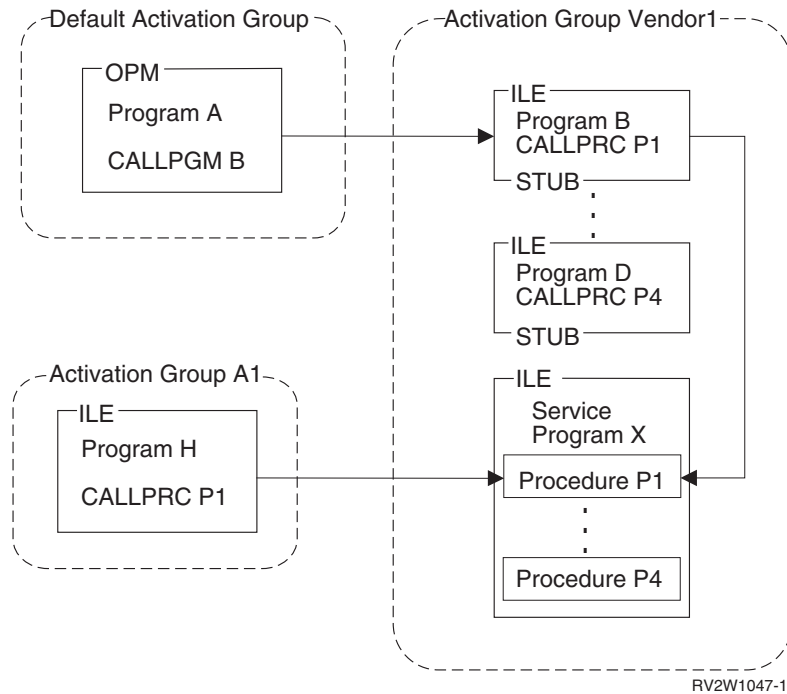 Default Activation Group
OPM
Program A
CALLPGM B
Activation Group Vendor1
ILE
Program B
CALLPRC P1
STUB
ILE
Program D
CALLPRC P4
STUB
Activation Group A1
ILE
Program H
CALLPRC P1
ILE
Service
Program X
Procedure P1
Procedure P4
RV2W1047-1